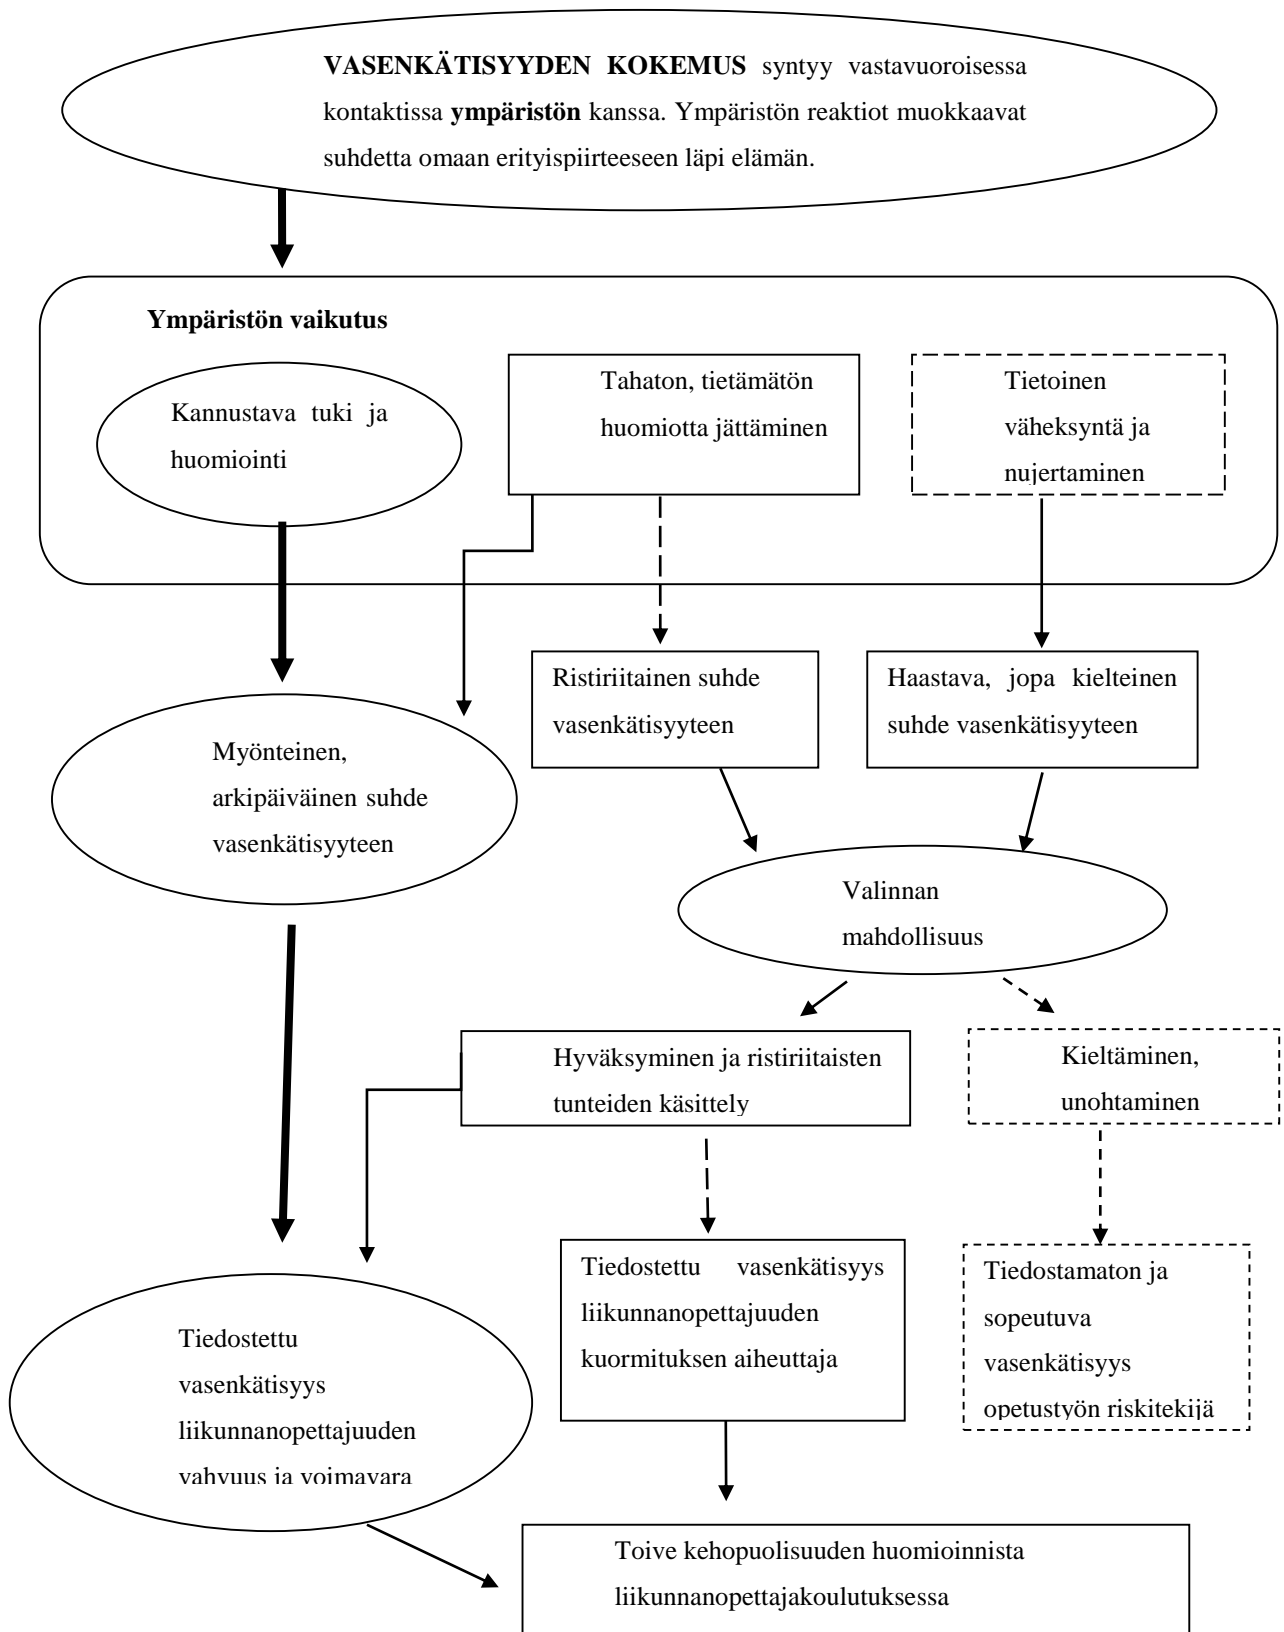 VASENKÄTISYYDEN KOKEMUS syntyy vastavuoroisessa
kontaktissa ympäristön kanssa. Ympäristön reaktiot muokkaavat
suhdetta omaan erityispiirteeseen läpi elämän.
Ympäristön vaikutus
Kannustava tuki ja
huomiointi
Tahaton, tietämätön
huomiotta jättäminen
Tietoinen
väheksyntä ja
nujertaminen
Myönteinen,
arkipäiväinen suhde
vasenkätisyyteen
Ristiriitainen suhde
vasenkätisyyteen
Haastava, jopa kielteinen
suhde vasenkätisyyteen
Valinnan
mahdollisuus
Hyväksyminen ja ristiriitaisten
tunteiden käsittely
Kieltäminen,
unohtaminen
Tiedostettu
vasenkätisyys
liikunnanopettajuuden
vahvuus ja voimavara
Tiedostettu vasenkätisyys
liikunnanopettajuuden
kuormituksen aiheuttaja
Tiedostamaton ja
sopeutuva
vasenkätisyys
opetustyön riskitekijä
Toive kehopuolisuuden huomioinnista
liikunnanopettajakoulutuksessa